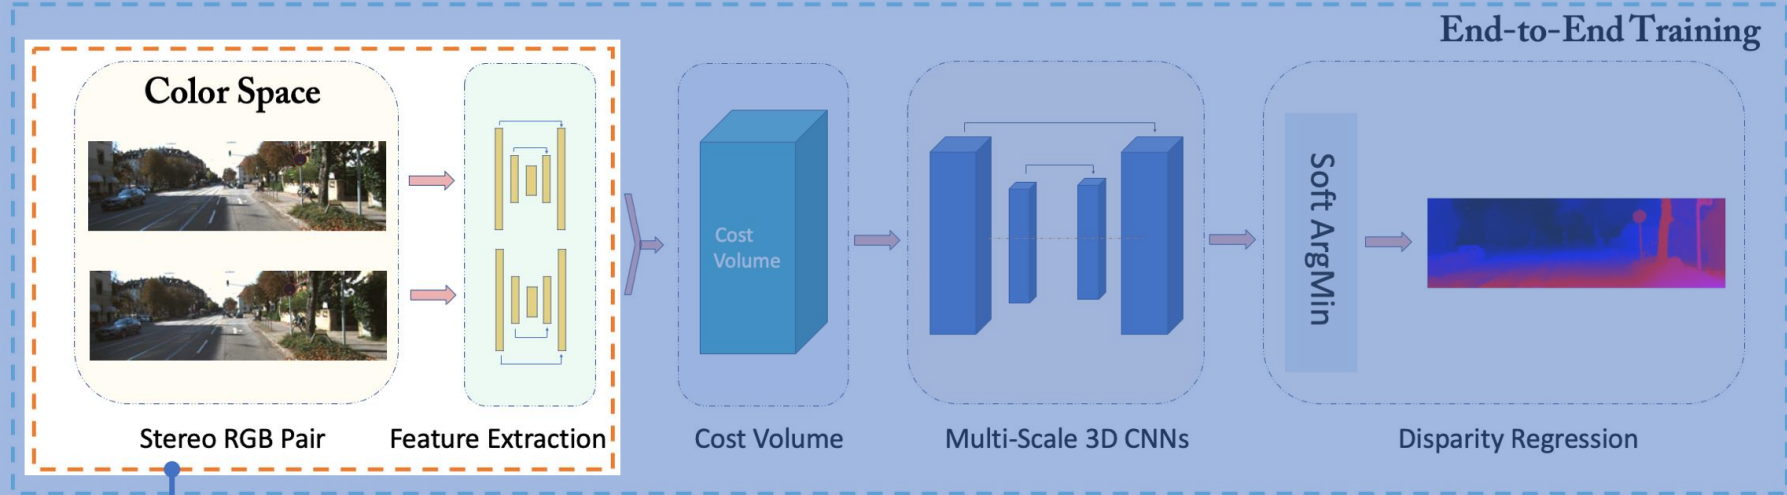 End-to-End Training
Color Space
Cost
Volume
Soft ArgMin
Stereo RGB Pair
Feature Extraction
Cost Volume
Multi-Scale 3D CNNs
Disparity Regression